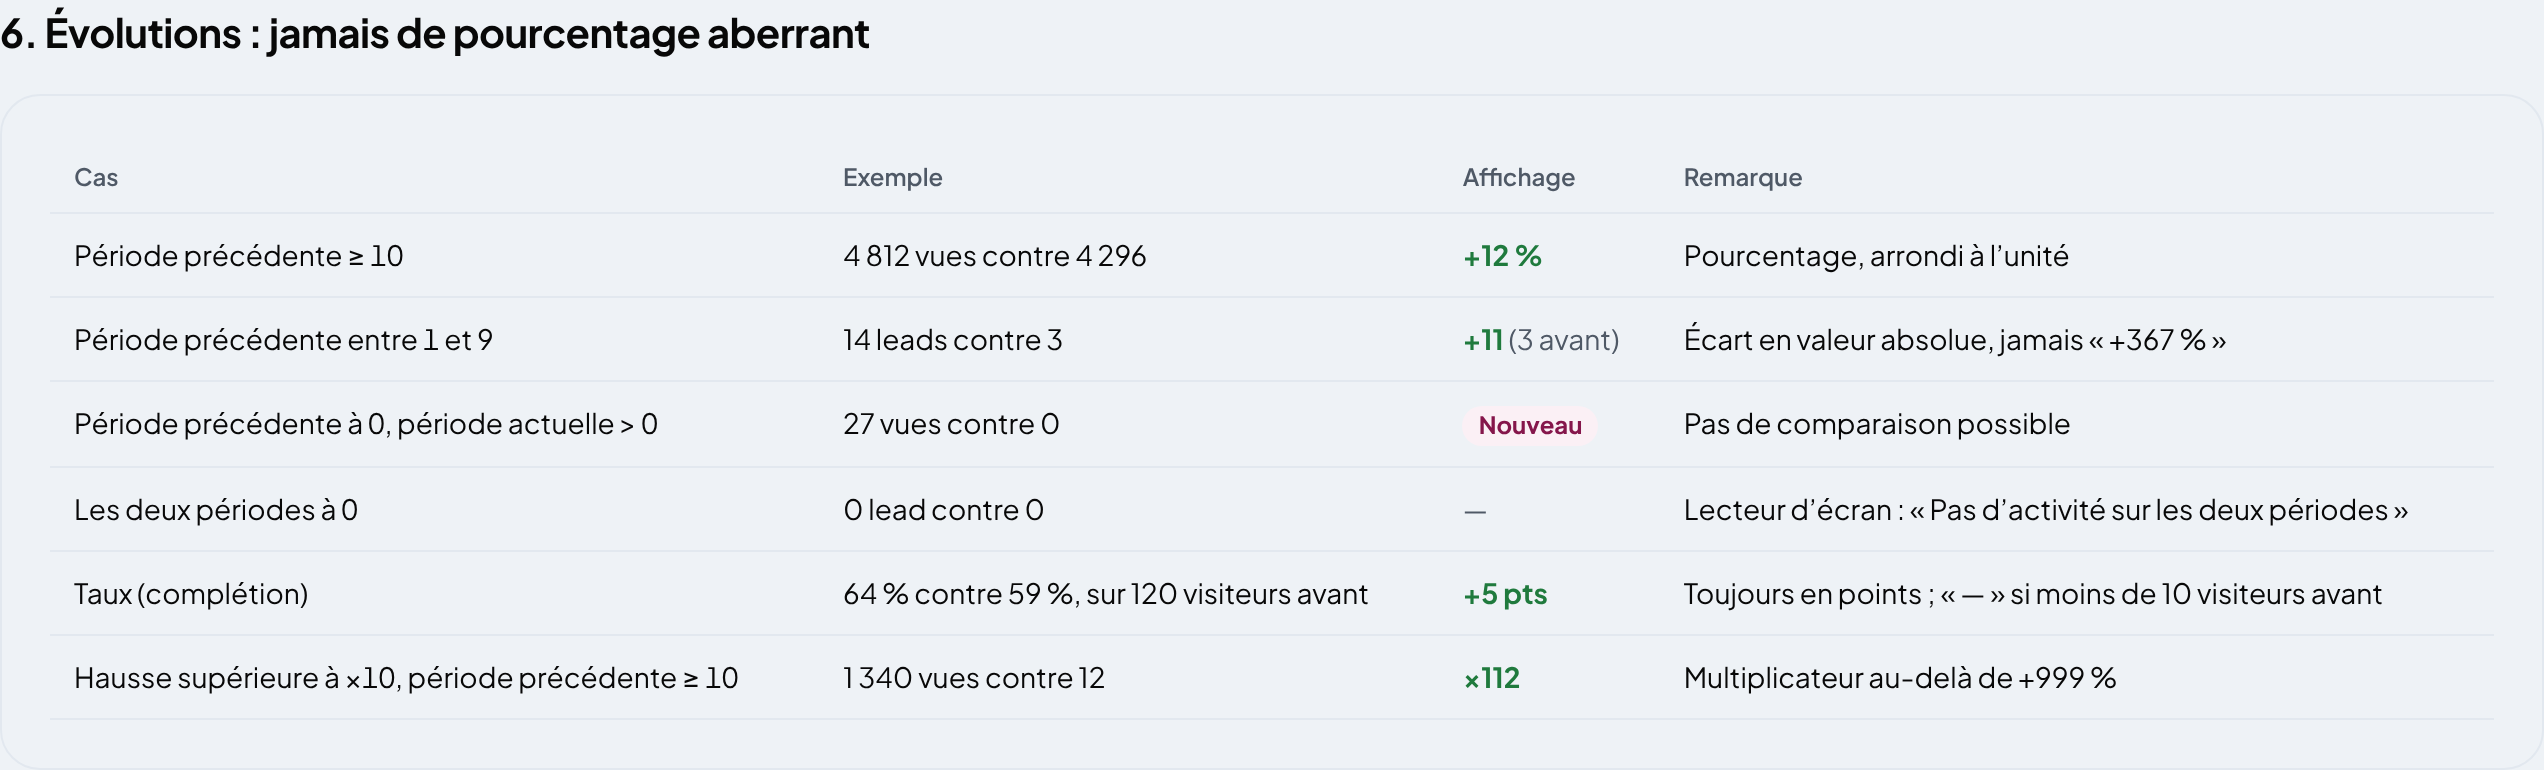 6. Évolutions : jamais de pourcentage aberrant
Cas Exemple Affichage Remarque
Période précédente ≥ 10 4 812 vues contre 4 296 +12 % Pourcentage, arrondi à l’unité
Période précédente entre 1 et 9 14 leads contre 3 +11 (3 avant) Écart en valeur absolue, jamais « +367 % »
Période précédente à 0, période actuelle > 0 27 vues contre 0 Nouveau Pas de comparaison possible
Les deux périodes à 0 0 lead contre 0 — Lecteur d’écran : « Pas d’activité sur les deux périodes »
Taux (complétion) 64 % contre 59 %, sur 120 visiteurs avant +5 pts Toujours en points ; « — » si moins de 10 visiteurs avant
Hausse supérieure à ×10, période précédente ≥ 10 1 340 vues contre 12 ×112 Multiplicateur au-delà de +999 %